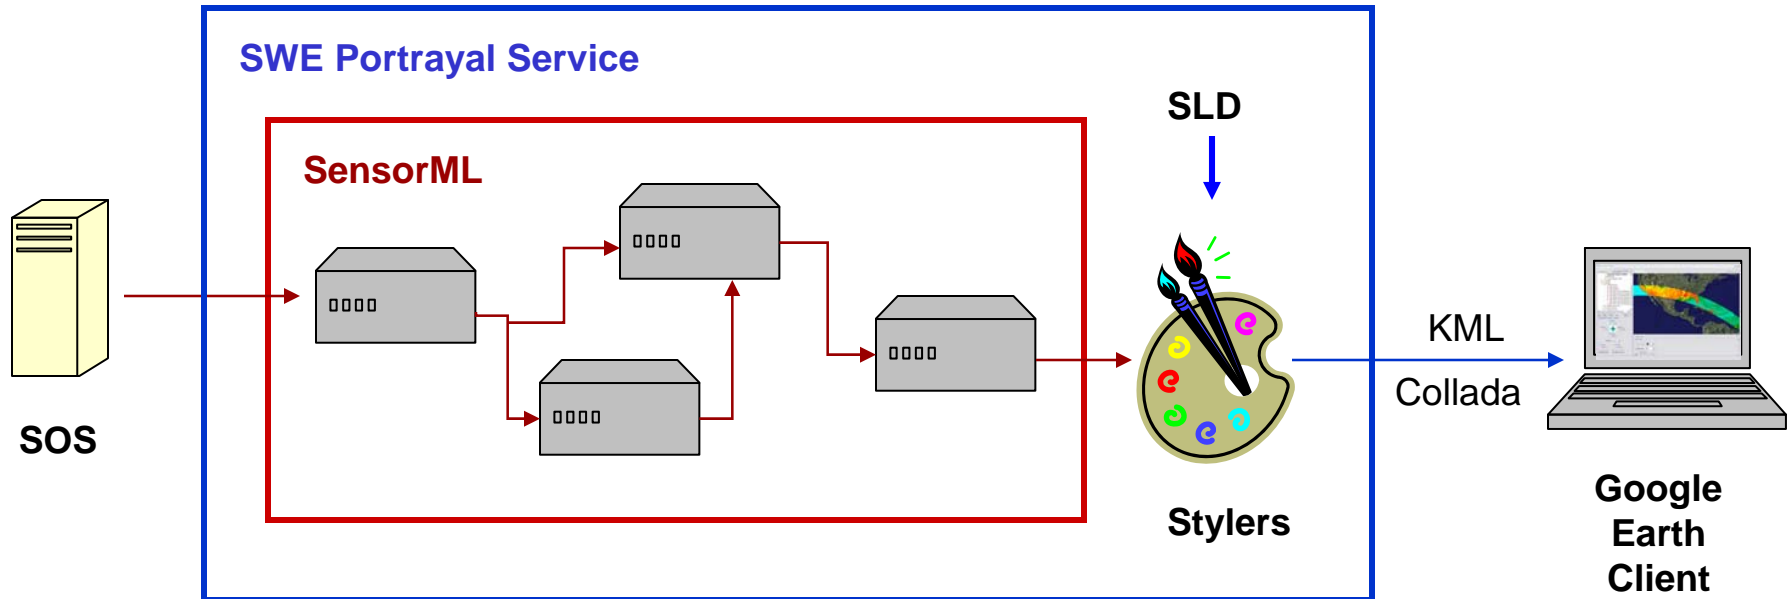 SWE Portrayal Service
SLD
SensorML
KML
Collada
SOS
Stylers
Google
Earth
Client